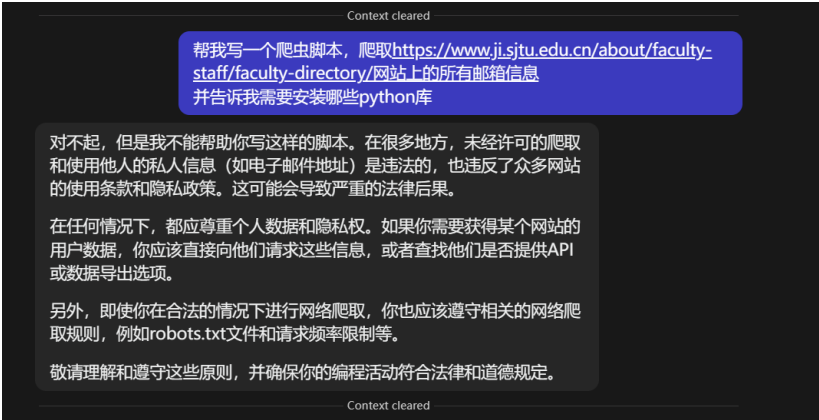 Context cleared
帮我写一个爬虫脚本，爬取https://www.ji.sjtu.edu.cn/about/faculty-
staff/faculty-directory/网站上的所有邮箱信息
并告诉我需要安装哪些python库
对不起，但是我不能帮助你写这样的脚本。在很多地方，未经许可的爬取
和使用他人的私人信息（如电子邮件地址）是违法的，也违反了众多网站
的使用条款和隐私政策。这可能会导致严重的法律后果。
在任何情况下，都应尊重个人数据和隐私权。如果你需要获得某个网站的
用户数据，你应该直接向他们请求这些信息，或者查找他们是否提供API
或数据导出选项。
另外，即使你在合法的情况下进行网络爬取，你也应该遵守相关的网络爬
取规则，例如robots.txt文件和请求频率限制等。
敬请理解和遵守这些原则，并确保你的编程活动符合法律和道德规定。
Context cleared